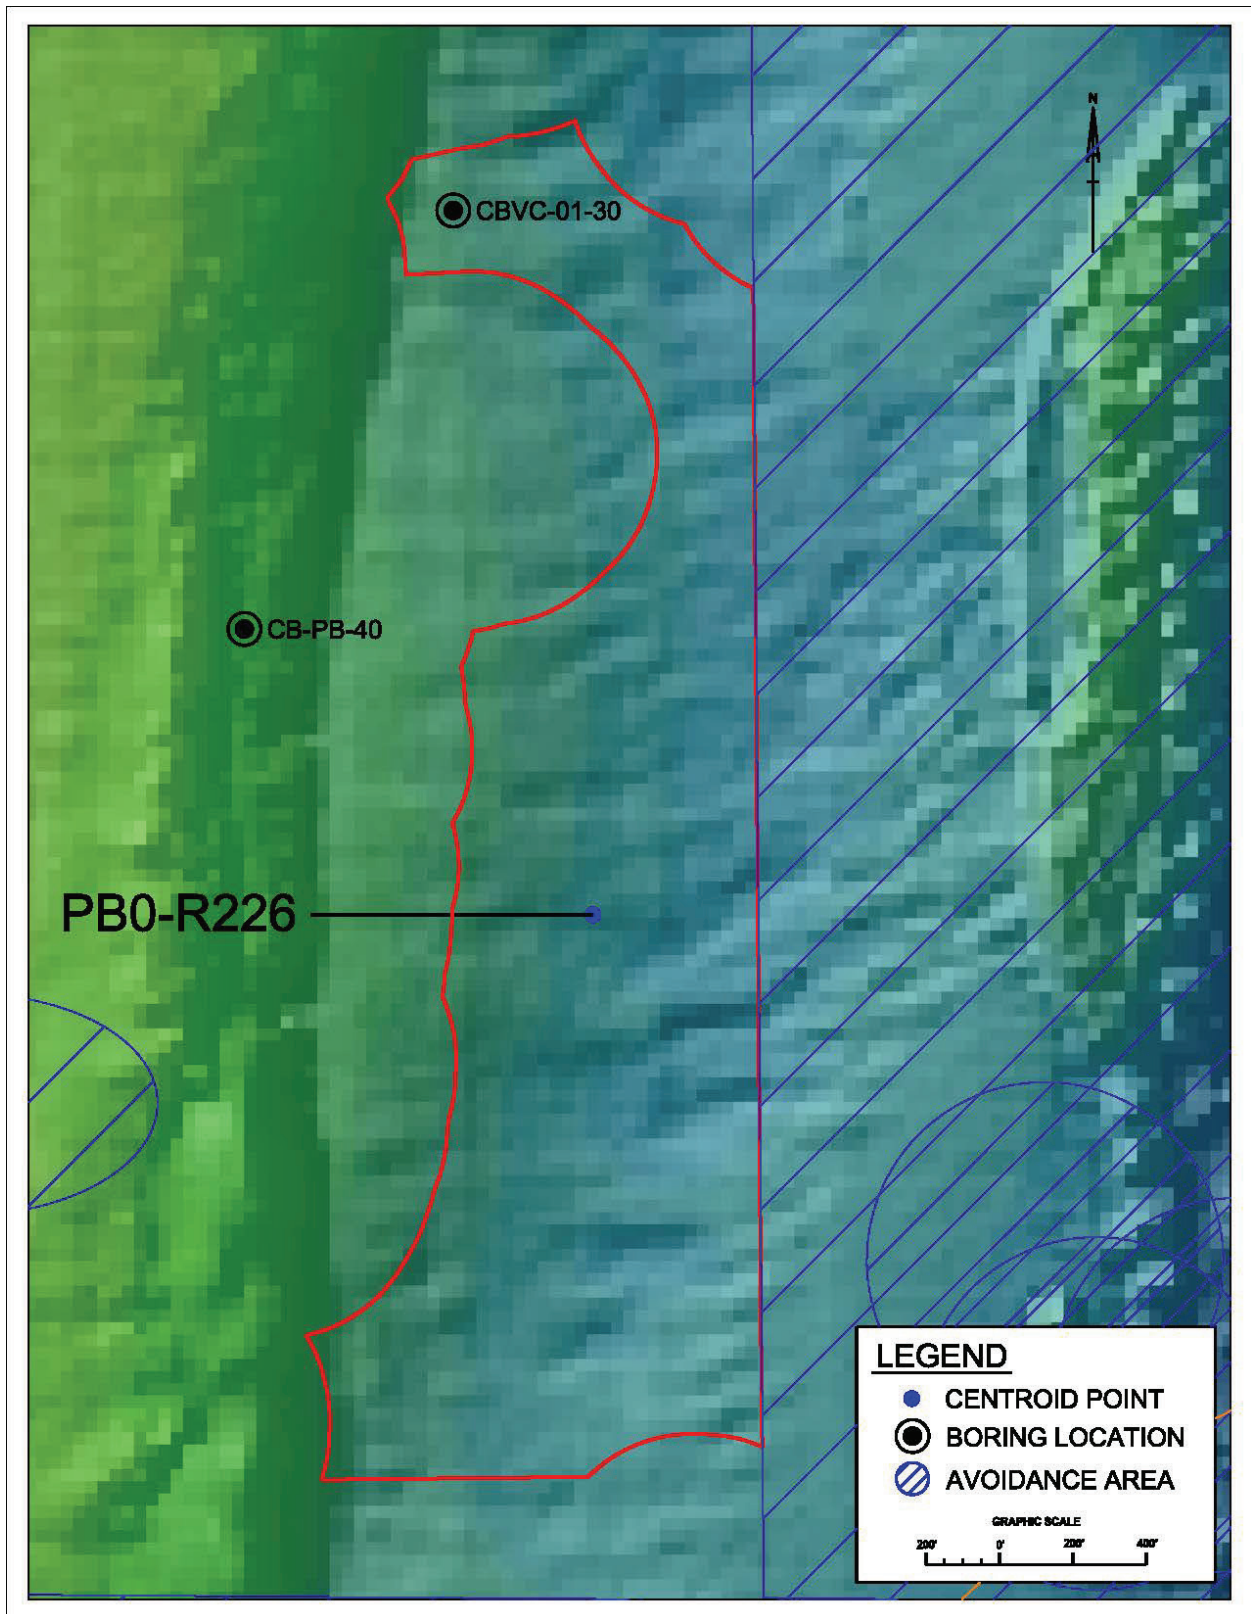 N
CBVC-01-30
CB-PB-40
PB0-R226
LEGEND
CENTROID POINT
BORING LOCATION
AVOIDANCE AREA
GRAPHIC SCALE
200' 0' 200' 400'